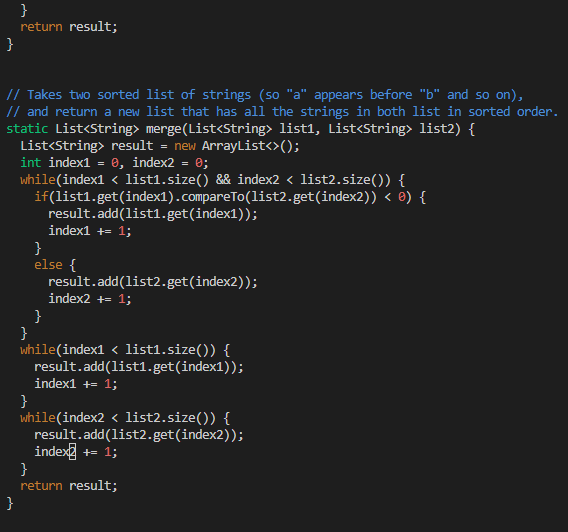 }
  return result;
}
// Takes two sorted list of strings (so "a" appears before "b" and so on),
// and return a new list that has all the strings in both list in sorted order.
static List<String> merge(List<String> list1, List<String> list2) {
  List<String> result = new ArrayList<>();
  int index1 = 0, index2 = 0;
  while(index1 < list1.size() && index2 < list2.size()) {
    if(list1.get(index1).compareTo(list2.get(index2)) < 0) {
      result.add(list1.get(index1));
      index1 += 1;
    }
    else {
      result.add(list2.get(index2));
      index2 += 1;
    }
  }
  while(index1 < list1.size()) {
    result.add(list1.get(index1));
    index1 += 1;
  }
  while(index2 < list2.size()) {
    result.add(list2.get(index2));
    index2 += 1;
  }
  return result;
}